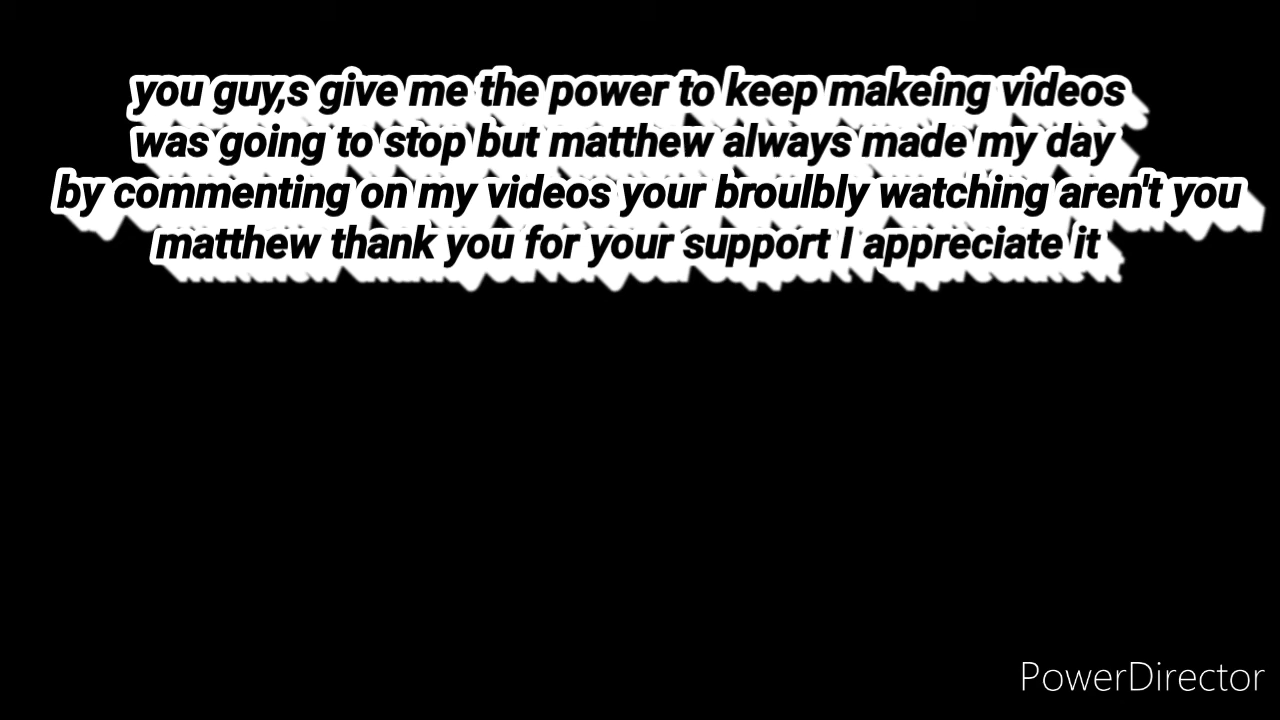 you guy,s give me the power to keep makeing videos
was going to stop but matthew always made my day
by commenting on my videos your broulbly watching aren't you
matthew thank you for your support I appreciate it
PowerDirector